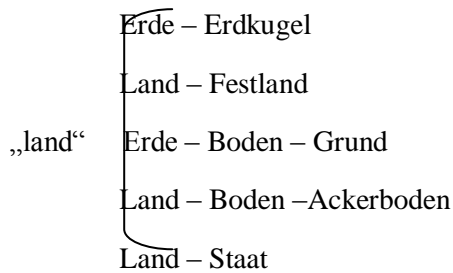 Erde – Erdkugel
Land – Festland
„land“ Erde – Boden – Grund
Land – Boden –Ackerboden
Land – Staat